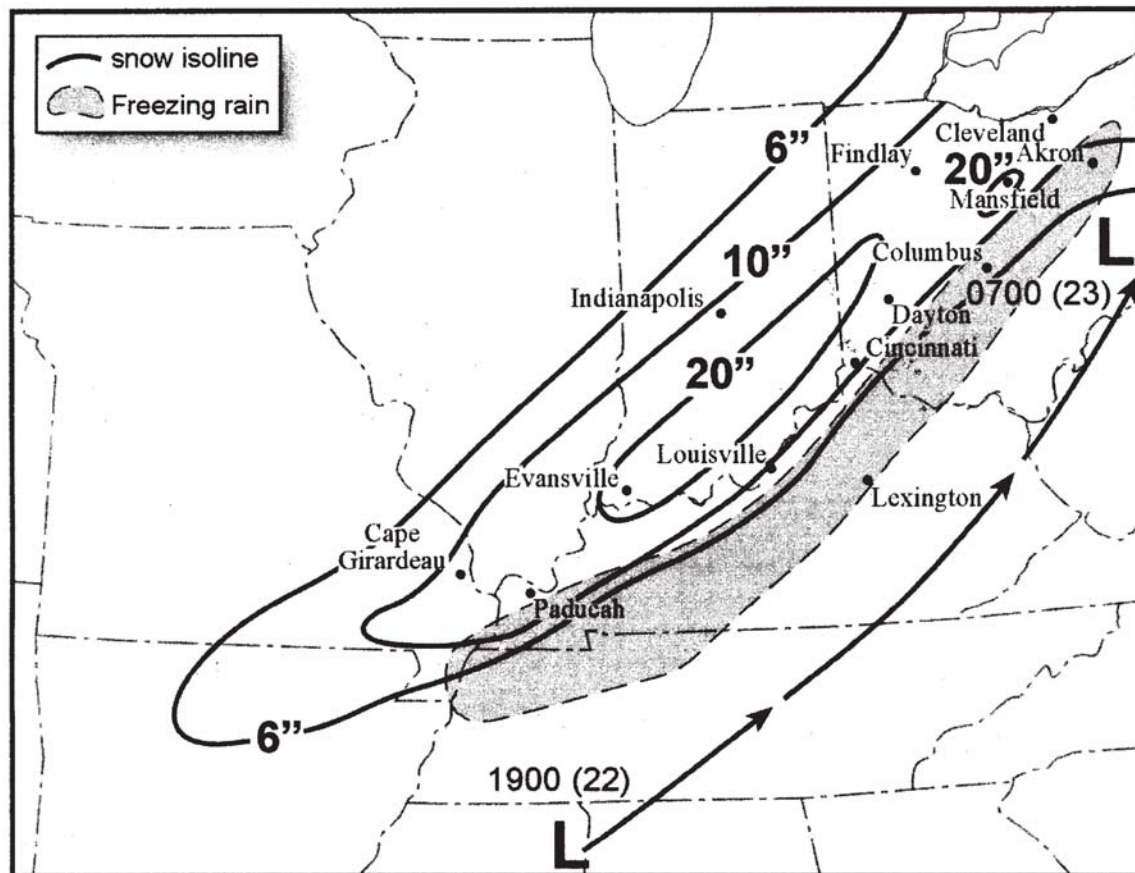 snow isoline
Freezing rain
6”
Cleveland
Findlay
20”
Akron
Mansfield
10”
Columbus
L
Indianapolis
0700 (23)
Dayton
Cincinnati
20”
Louisville
Evansville
Lexington
Cape
Girardeau
Paducah
6”
1900 (22)
L